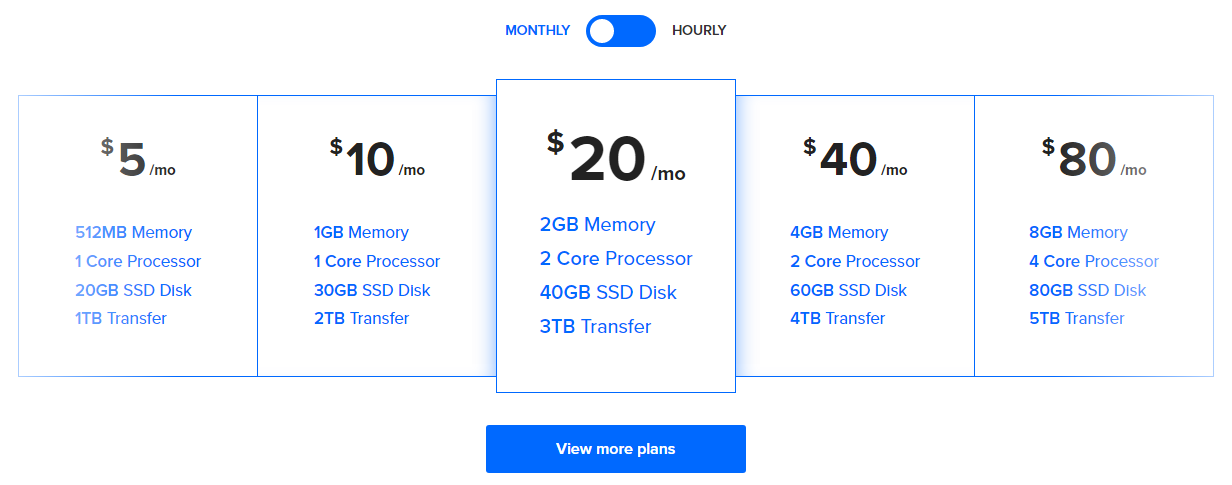 MONTHLY HOURLY
$5/mo
512MB Memory
1 Core Processor
20GB SSD Disk
1TB Transfer
$10/mo
1GB Memory
1 Core Processor
30GB SSD Disk
2TB Transfer
$20/mo
2GB Memory
2 Core Processor
40GB SSD Disk
3TB Transfer
$40/mo
4GB Memory
2 Core Processor
60GB SSD Disk
4TB Transfer
$80/mo
8GB Memory
4 Core Processor
80GB SSD Disk
5TB Transfer
View more plans